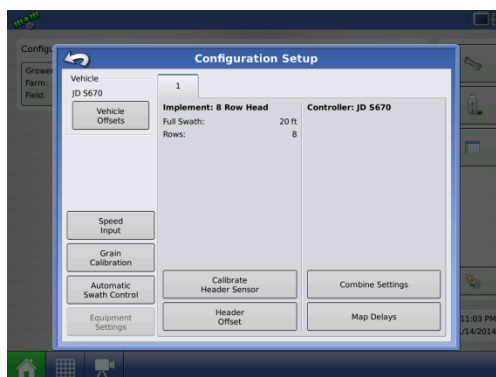 Configuration Setup
Configu
Grower
Farm:
Field:
Vehicle
JD S670
Vehicle
Offsets
Speed
Input
Grain
Calibration
Automatic
Swath Control
Equipment
Settings
1
Implement: 8 Row Head
Full Swath: 20 ft
Rows: 8
Calibrate
Header Sensor
Header
Offset
Controller: JD S670
Combine Settings
Map Delays
11:03 PM
/14/2014